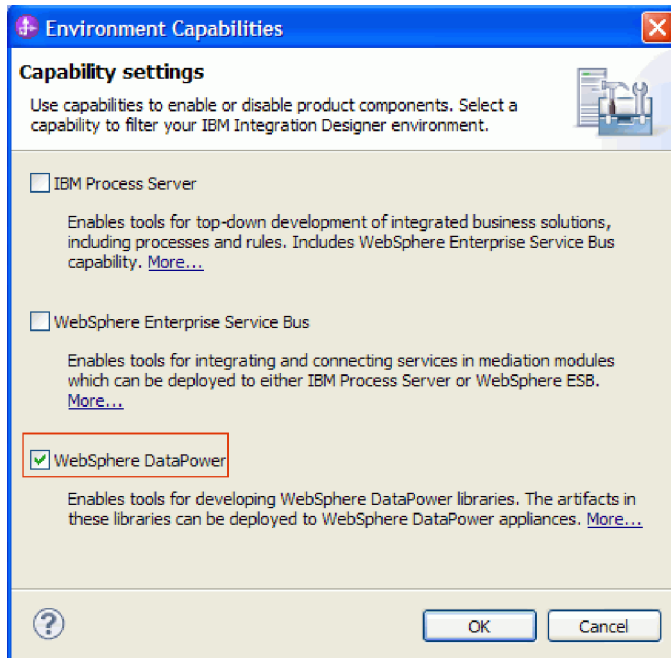 Environment Capabilities
Capability settings
Use capabilities to enable or disable product components. Select a
capability to filter your IBM Integration Designer environment.
IBM Process Server
Enables tools for top-down development of integrated business solutions,
including processes and rules. Includes WebSphere Enterprise Service Bus
capability. More...
WebSphere Enterprise Service Bus
Enables tools for integrating and connecting services in mediation modules
which can be deployed to either IBM Process Server or WebSphere ESB.
More...
WebSphere DataPower
Enables tools for developing WebSphere DataPower libraries. The artifacts in
these libraries can be deployed to WebSphere DataPower appliances. More...
?
OK
Cancel